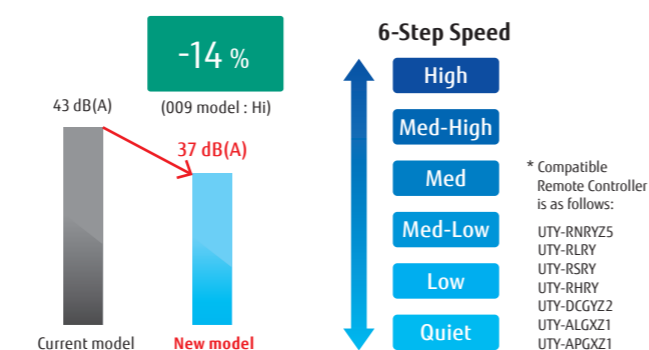 -14 %
(009 model : Hi)
43 dB(A)
37 dB(A)
Current model
New model
6-Step Speed
High
Med-High
Med
Med-Low
Low
Quiet
* Compatible
Remote Controller
is as follows:
UTY-RNRYZ5
UTY-RLRY
UTY-RSRY
UTY-RHRY
UTY-DCGYZ2
UTY-ALGXZ1
UTY-APGXZ1